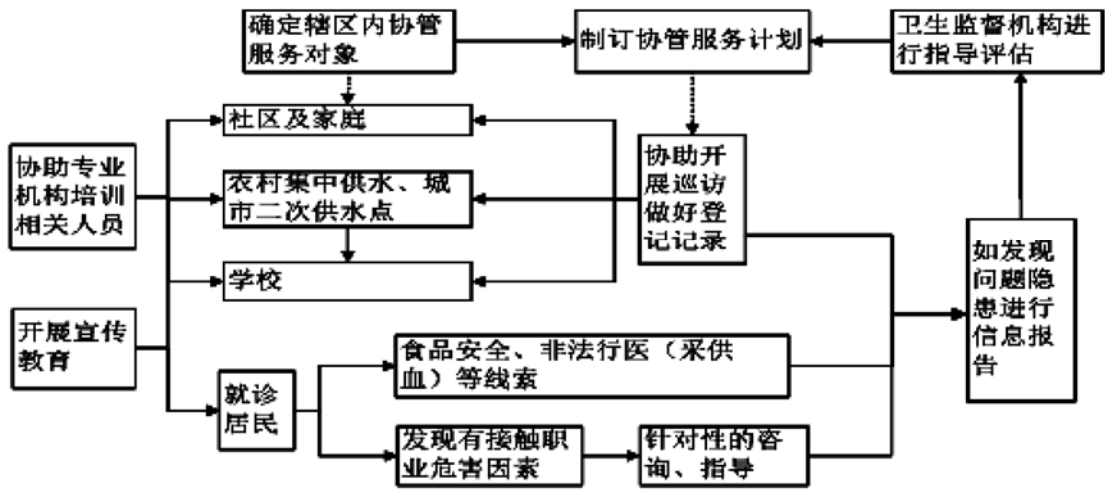 确定辖区内协管
服务对象
制订协管服务计划
卫生监督机构进
行指导评估
社区及家庭
协助专业
机构培训
相关人员
农村集中供水、城
市二次供水点
协助开
展巡访
做好登
记记录
学校
如发现
问题隐
患进行
信息报
告
开展宣传
教育
食品安全、非法行医（采供
血）等线素
就诊
居民
发现有接触职
业危害因素
针对性的咨
询、指导